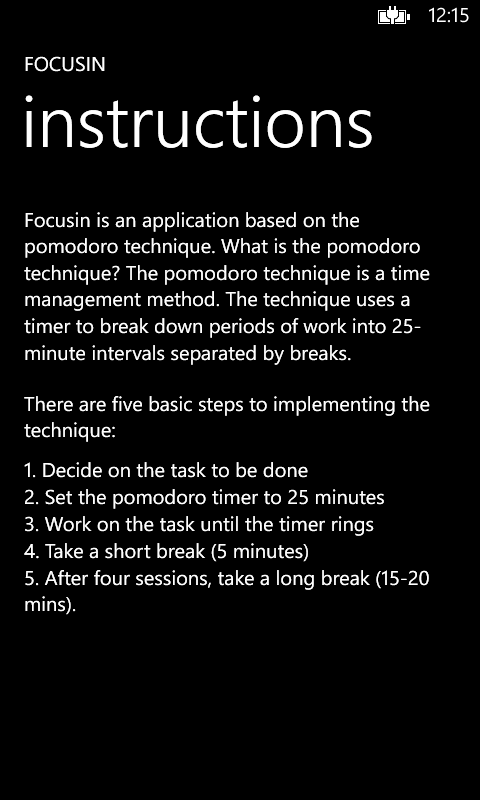 12:15
FOCUSIN
instructions
Focusin is an application based on the
pomodoro technique. What is the pomodoro
technique? The pomodoro technique is a time
management method. The technique uses a
timer to break down periods of work into 25-
minute intervals separated by breaks.
There are five basic steps to implementing the
technique:
1. Decide on the task to be done
2. Set the pomodoro timer to 25 minutes
3. Work on the task until the timer rings
4. Take a short break (5 minutes)
5. After four sessions, take a long break (15-20
mins).